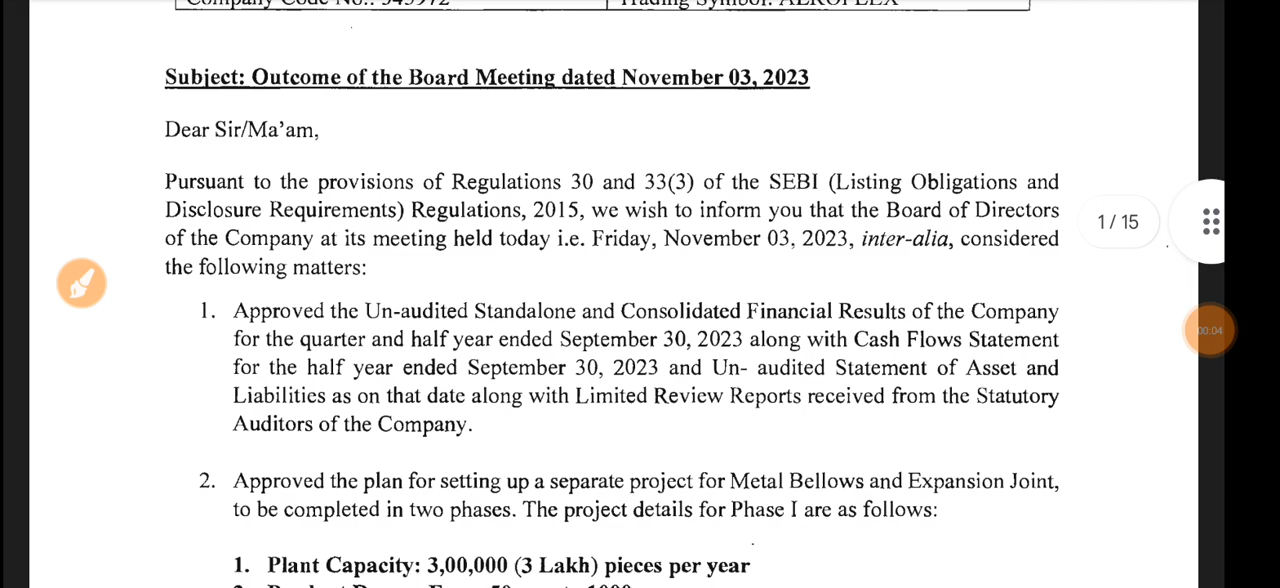 Subject: Outcome of the Board Meeting dated November 03, 2023
Dear Sir/Ma’am,
Pursuant to the provisions of Regulations 30 and 33(3) of the SEBI (Listing Obligations and
Disclosure Requirements) Regulations, 2015, we wish to inform you that the Board of Directors
of the Company at its meeting held today i.e. Friday, November 03, 2023, inter-alia, considered
the following matters:
1 / 15
00:04
1. Approved the Un-audited Standalone and Consolidated Financial Results of the Company
for the quarter and half year ended September 30, 2023 along with Cash Flows Statement
for the half year ended September 30, 2023 and Un- audited Statement of Asset and
Liabilities as on that date along with Limited Review Reports received from the Statutory
Auditors of the Company.
2. Approved the plan for setting up a separate project for Metal Bellows and Expansion Joint,
to be completed in two phases. The project details for Phase I are as follows:
1. Plant Capacity: 3,00,000 (3 Lakh) pieces per year